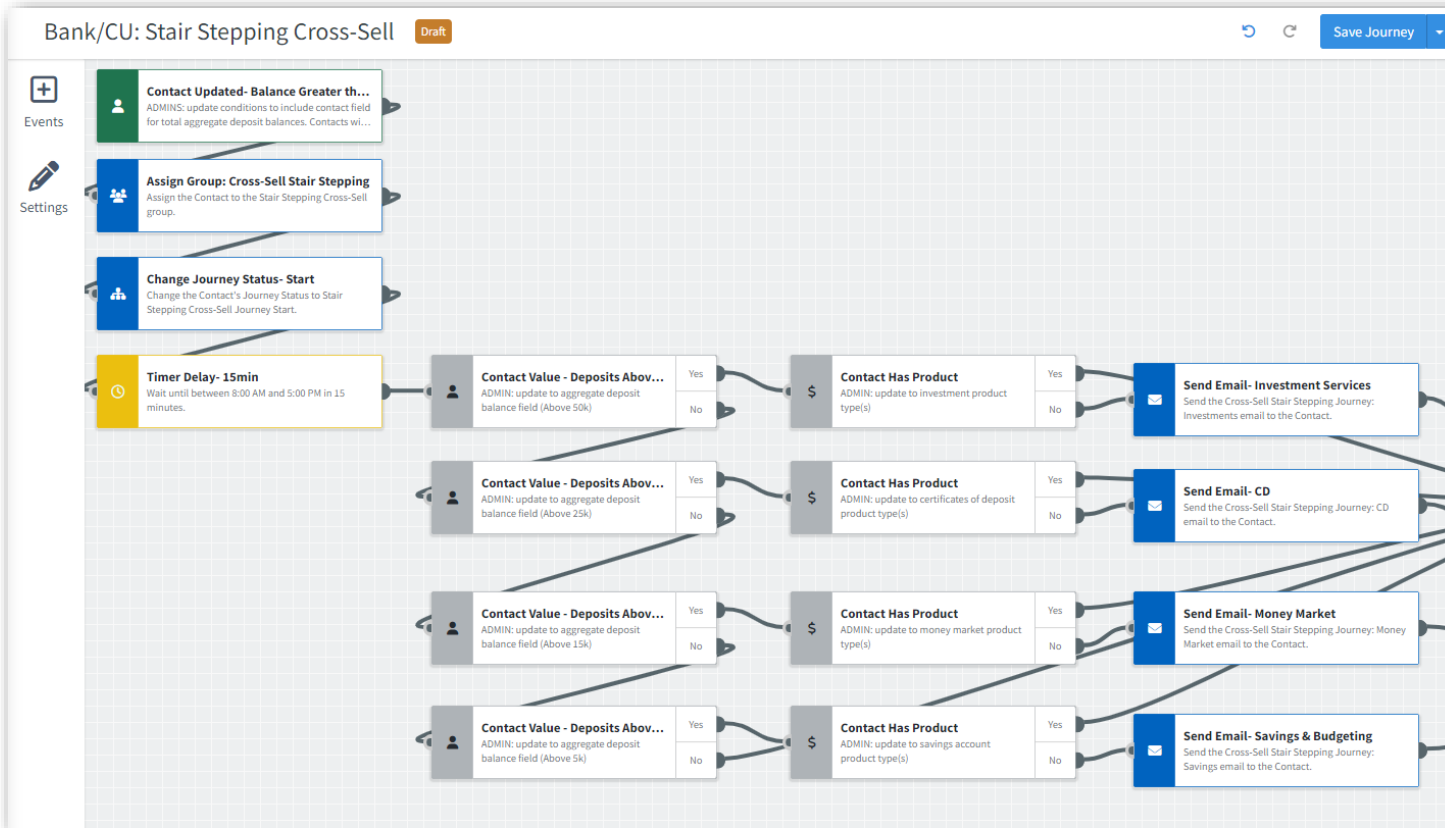 Bank/CU: Stair Stepping Cross-Sell
Draft
Save Journey
Events
Settings
Contact Updated- Balance Greater th...
ADMINS: update conditions to include contact field
for total aggregate deposit balances. Contacts wi...
Assign Group: Cross-Sell Stair Stepping
Assign the Contact to the Stair Stepping Cross-Sell
group.
Change Journey Status- Start
Change the Contact's Journey Status to Stair
Stepping Cross-Sell Journey Start.
Timer Delay- 15min
Wait until between 8:00 AM and 5:00 PM in 15
minutes.
Contact Value - Deposits Abov...
ADMIN: update to aggregate deposit
balance field (Above 50k)
Yes
No
$
Contact Has Product
ADMIN: update to investment product
type(s)
Yes
No
Send Email- Investment Services
Send the Cross-Sell Stair Stepping Journey:
Investments email to the Contact.
Contact Value - Deposits Abov...
ADMIN: update to aggregate deposit
balance field (Above 25k)
Yes
No
$
Contact Has Product
ADMIN: update to certificates of deposit
product type(s)
Yes
No
Send Email- CD
Send the Cross-Sell Stair Stepping Journey: CD
email to the Contact.
Contact Value - Deposits Abov...
ADMIN: update to aggregate deposit
balance field (Above 15k)
Yes
No
$
Contact Has Product
ADMIN: update to money market product
type(s)
Yes
No
Send Email- Money Market
Send the Cross-Sell Stair Stepping Journey: Money
Market email to the Contact.
Contact Value - Deposits Abov...
ADMIN: update to aggregate deposit
balance field (Above 5k)
Yes
No
$
Contact Has Product
ADMIN: update to savings account
product type(s)
Yes
No
Send Email- Savings & Budgeting
Send the Cross-Sell Stair Stepping Journey:
Savings email to the Contact.